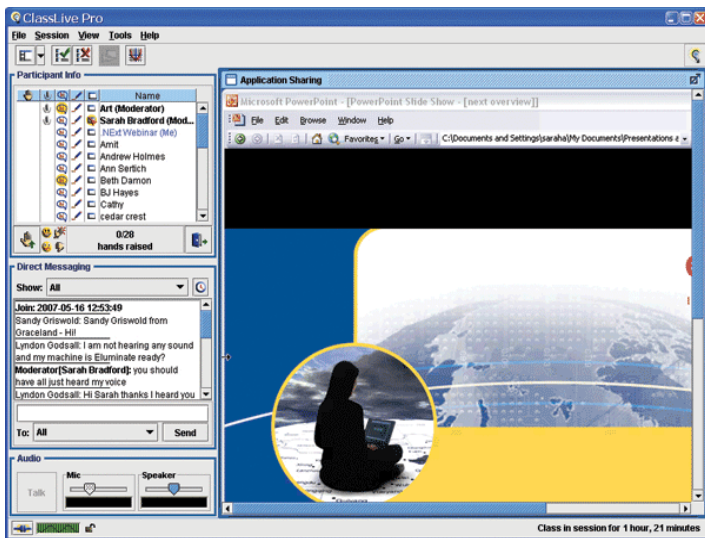 ClassLive Pro
File Session View Tools Help
Participant Info
Name
Art (Moderator)
Sarah Bradford (Mod...
.NExt Webinar (Me)
Amit
Andrew Holmes
Ann Sertich
Beth Damon
BJ Hayes
Cathy
cedar crest
0/28
hands raised
Direct Messaging
Show: All
Join: 2007-05-16 12:53:49
Sandy Griswold: Sandy Griswold from
Graceland - Hi!
Lyndon Godsall: I am not hearing any sound
and my machine is Eluminate ready?
Moderator[Sarah Bradford]: you should
have all just heard my voice
Lyndon Godsall: Hi Sarah thanks I heard you
To: All Send
Audio
Talk
Mic
Speaker
Application Sharing
Microsoft PowerPoint - [PowerPoint Slide Show - [next overview]]
File Edit Browse Window Help
Favorites Go C:\Documents and Settings\saraha\My Documents\Presentations a
Class in session for 1 hour, 21 minutes